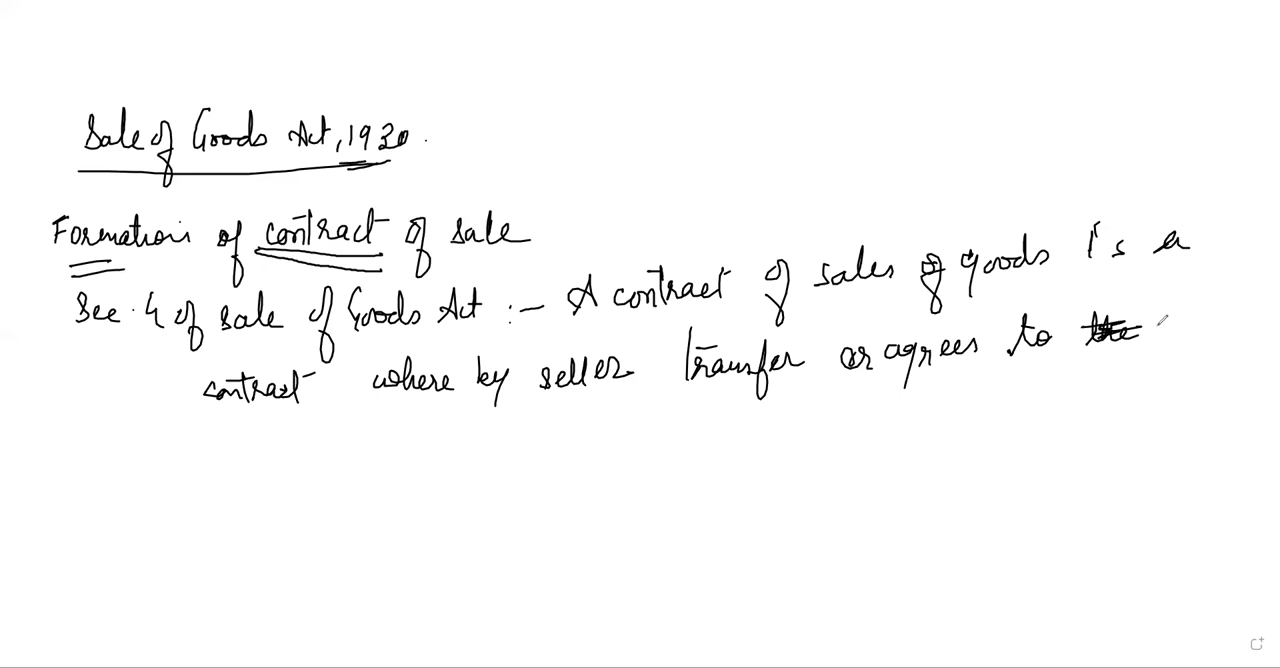 Sale of Goods Act, 1930.
Formation of contract of sale
Sec. 4 of sale of Goods Act :- A contract of sales of goods is a
contract where by seller transfer or agrees to the